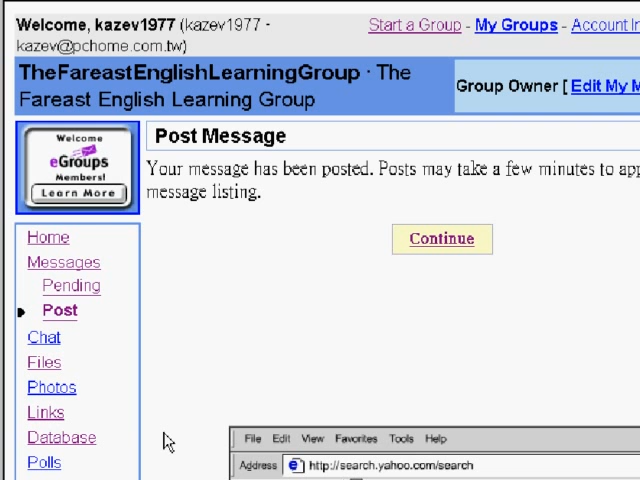 Welcome, kazev1977 (kazev1977 -
kazev@pchome.com.tw)
Start a Group - My Groups - Account
TheFareastEnglishLearningGroup · The
Fareast English Learning Group
Group Owner [ Edit My
Welcome
eGroups
Members!
Learn More
Post Message
Your message has been posted. Posts may take a few minutes to
message listing.
Continue
Home
Messages
Pending
Post
Chat
Files
Photos
Links
Database
Polls
File Edit View Favorites Tools Help
Address http://search.yahoo.com/search